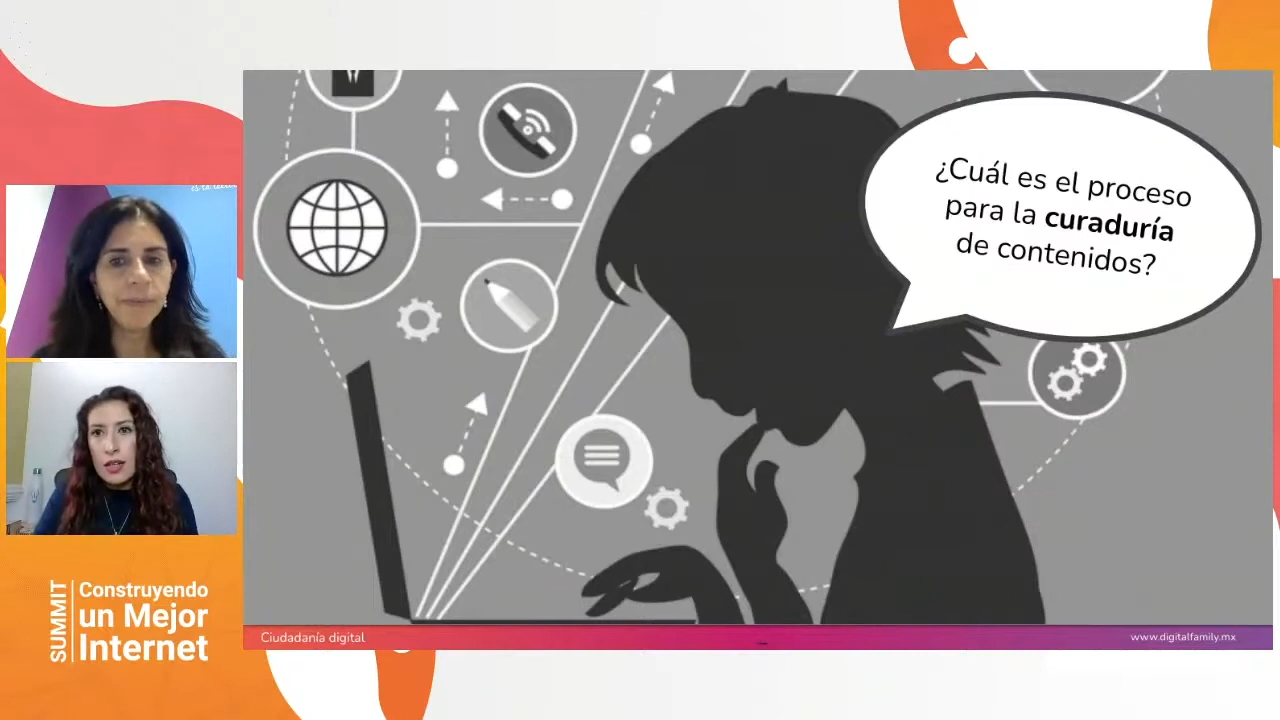 ¿Cuál es el proceso
para la curaduría
de contenidos?
SUMMIT
Construyendo
un Mejor
Internet
Ciudadanía digital
www.digitalfamily.mx